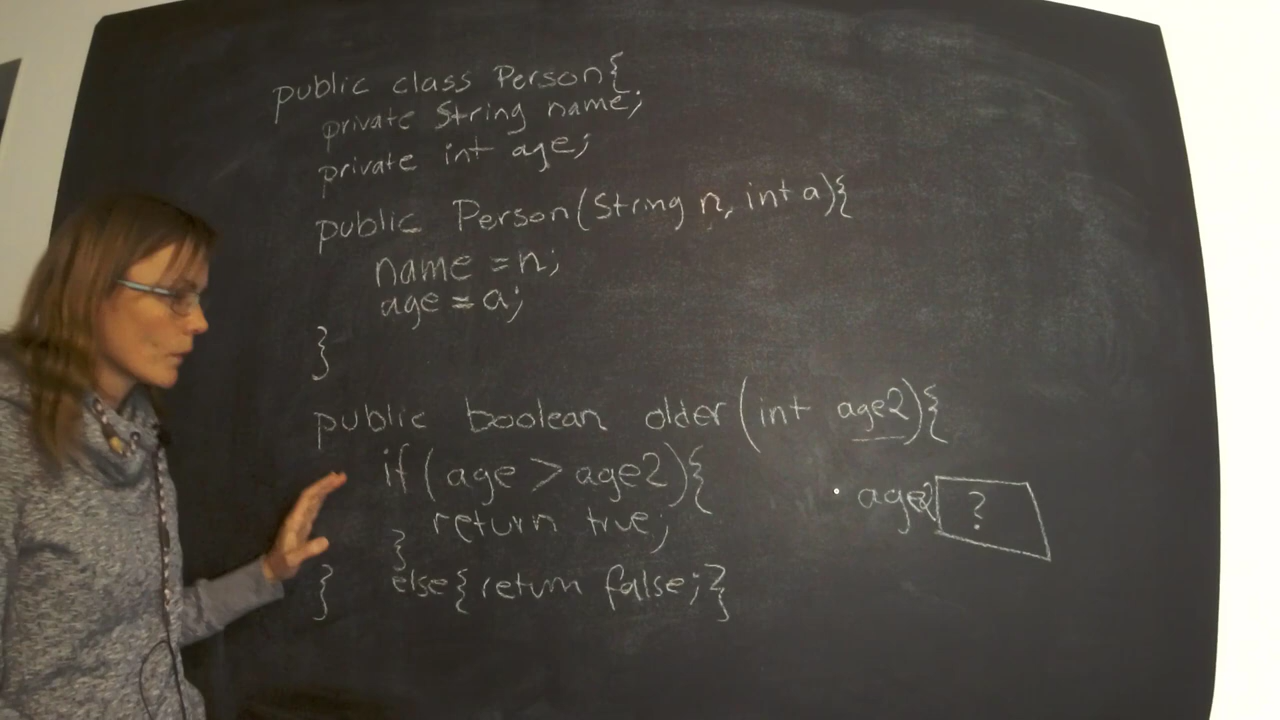 public class Person{
private String name;
private int age;
public Person(String n, int a){
name = n;
age = a;
}
public boolean older(int age2){
if(age > age2){
return true;
}
else{return false;}
}
age2 ?